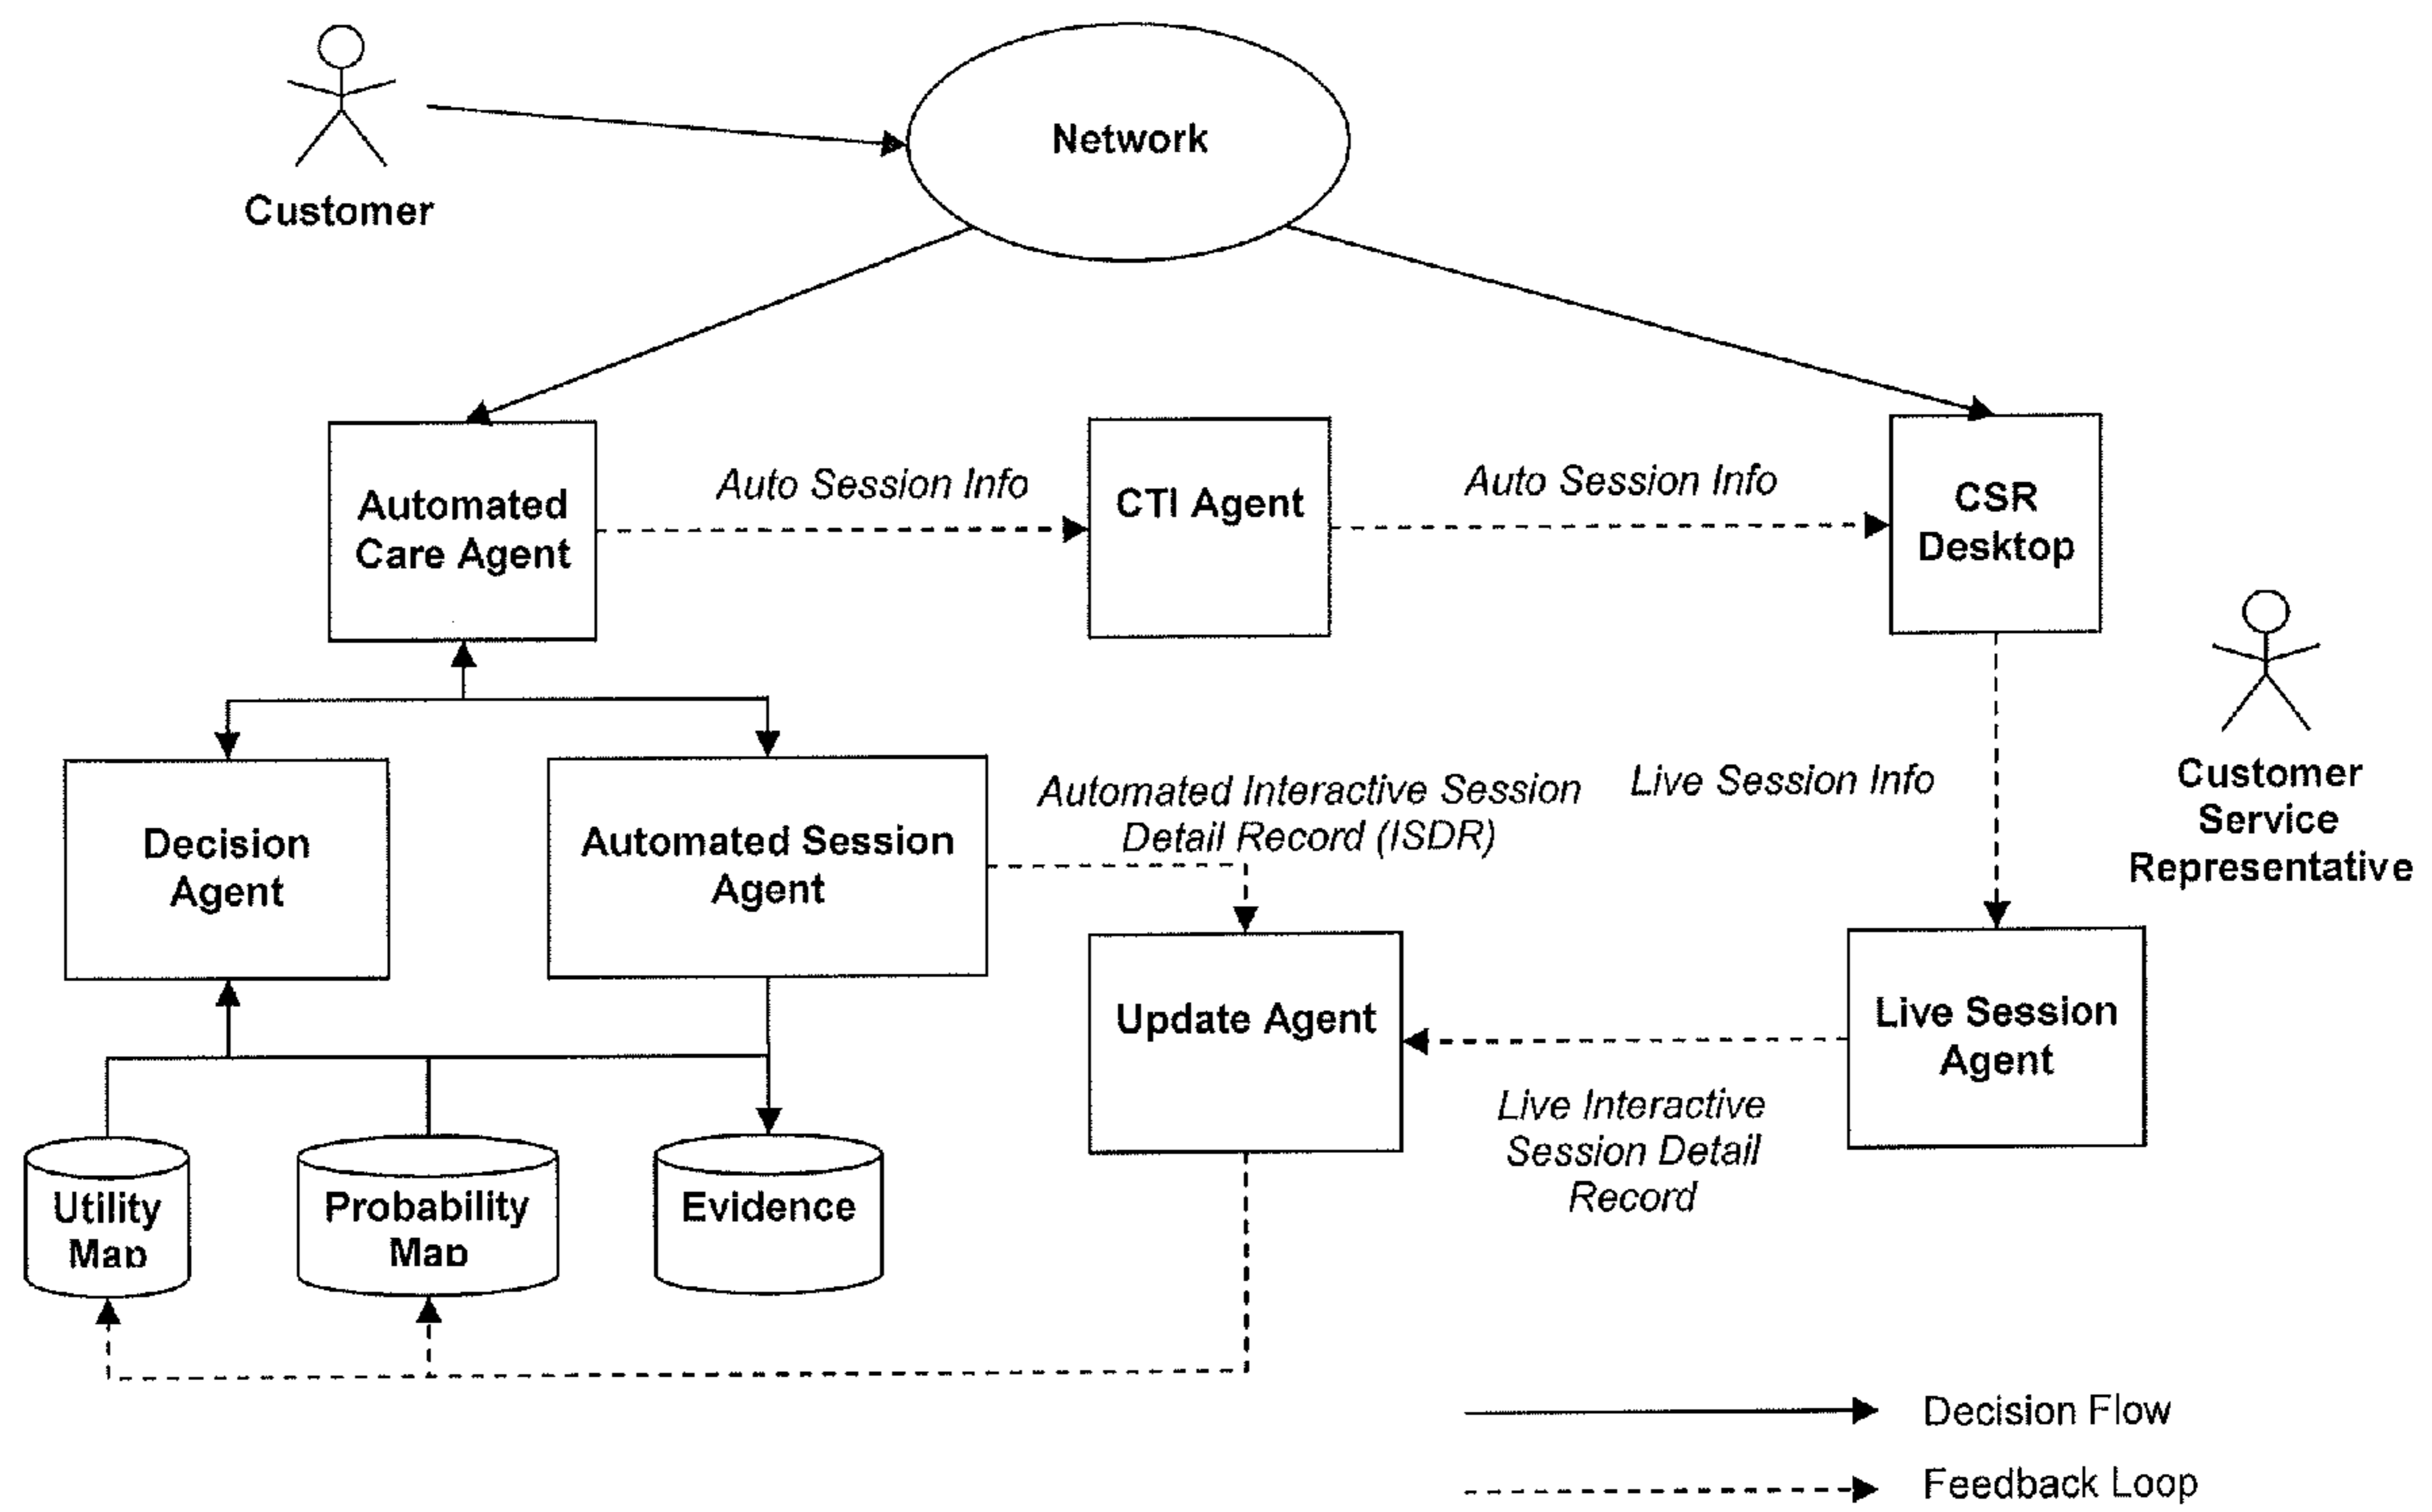 Network
Customer
Automated
Care Agent
Auto Session Info
CTI Agent
Auto Session Info
CSR
Desktop
Decision
Agent
Automated Session
Agent
Automated Interactive Session
Detail Record (ISDR)
Live Session Info
Customer
Service
Representative
Update Agent
Live Session
Agent
Live Interactive
Session Detail
Record
Utility
Map
Probability
Map
Evidence
Decision Flow
Feedback Loop